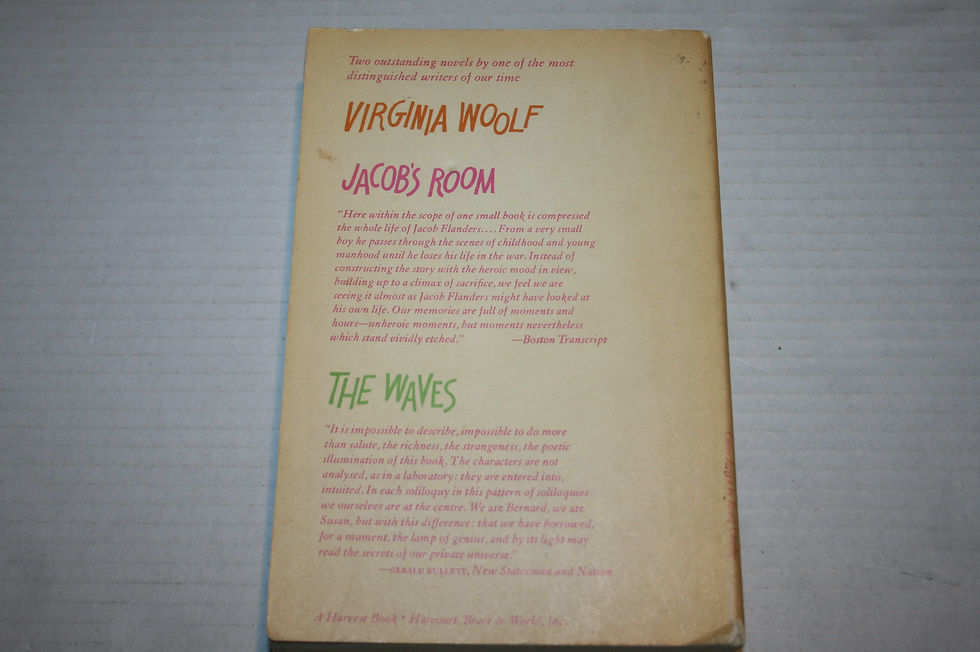 Two outstanding novels by one of the most
distinguished writers of our time
VIRGINIA WOOLF
JACOB'S ROOM
"Here within the scope of one small book is compressed
the whole life of Jacob Flanders.... From a very small
boy he passes through the scenes of childhood and young
manhood until he loses his life in the war. Instead of
constructing the story with the heroic mood in view,
building up to a climax of sacrifice, we feel we are
seeing it almost as Jacob Flanders might have looked at
his own life. Our memories are full of moments and
hours—unheroic moments, but moments nevertheless
which stand vividly etched." —Boston Transcript
THE WAVES
"It is impossible to describe, impossible to do more
than salute, the richness, the strangeness, the poetic
illumination of this book. The characters are not
analysed, as in a laboratory: they are entered into,
intuited. In each soliloquy in this pattern of soliloquies
we ourselves are at the centre. We are Bernard, we are
Susan, but with this difference: that we have borrowed,
for a moment, the lamp of genius, and by its light may
read the secrets of our private universe."
—GERALD BULLETT, New Statesman and Nation
A Harvest Book • Harcourt, Brace & World, Inc.